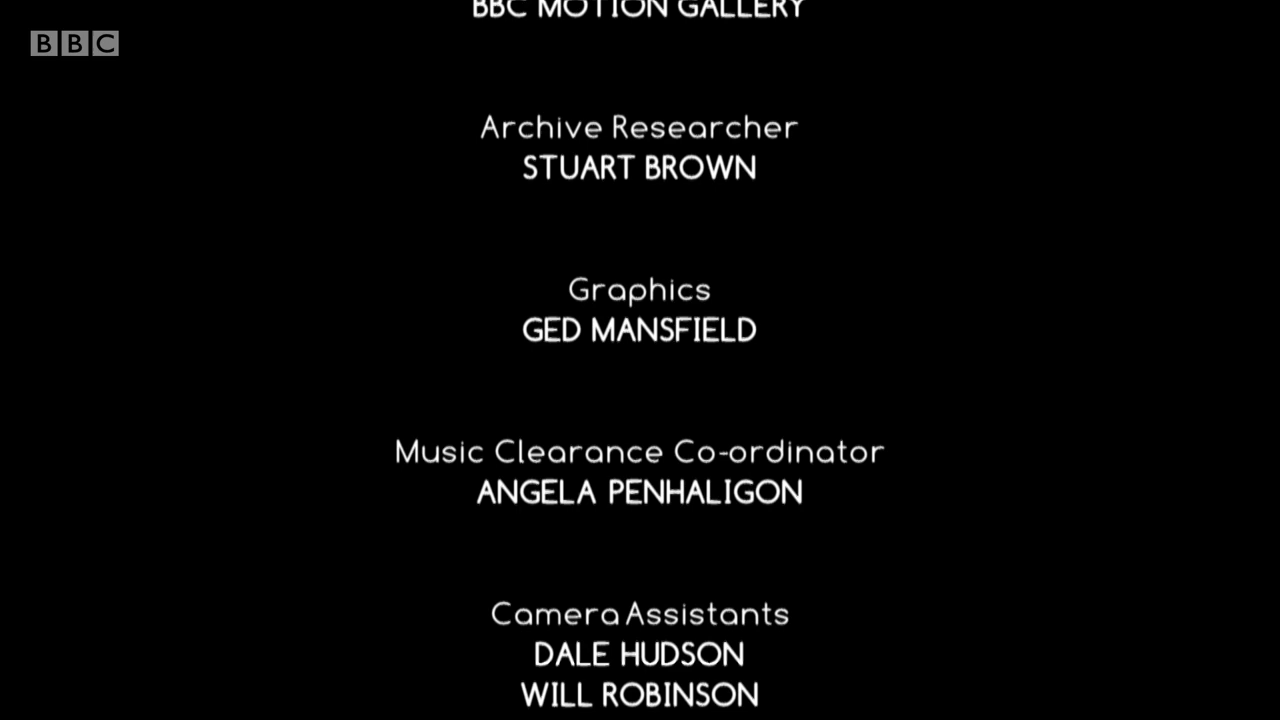 BBC MOTION GALLERY
BBC
Archive Researcher
STUART BROWN
Graphics
GED MANSFIELD
Music Clearance Co-ordinator
ANGELA PENHALIGON
Camera Assistants
DALE HUDSON
WILL ROBINSON